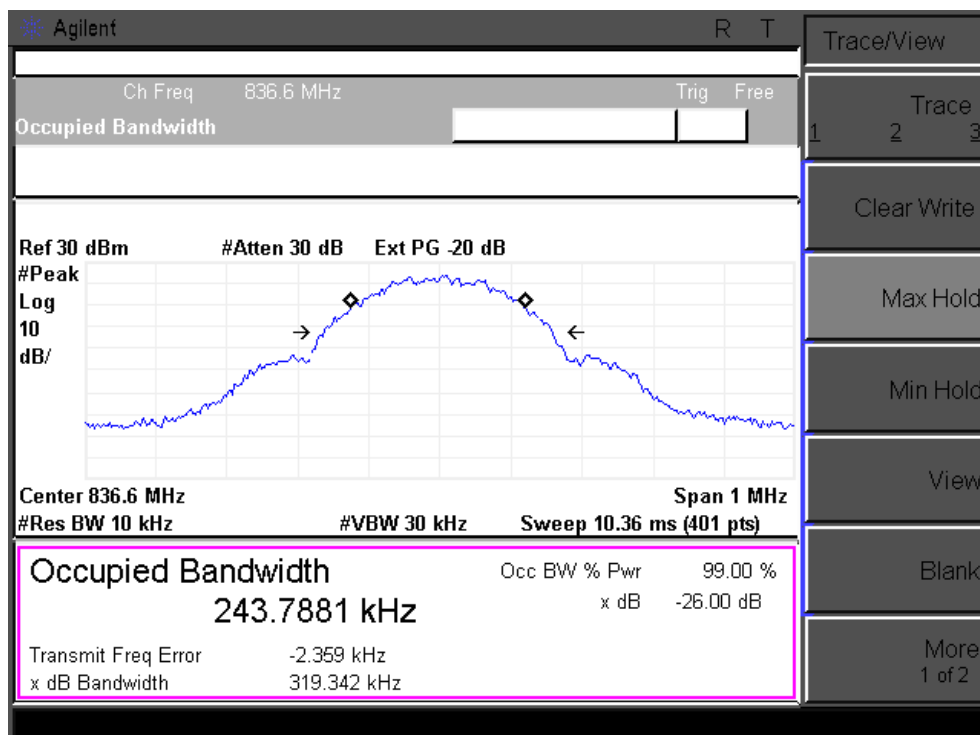 Agilent R T
Trace/View
Ch Freq 836.6 MHz Trig Free
Occupied Bandwidth
Trace
1 2 3
Clear Write
Ref 30 dBm #Atten 30 dB Ext PG -20 dB
#Peak
Log
10
dB/
Max Hold
Min Hold
View
Center 836.6 MHz Span 1 MHz
#Res BW 10 kHz #VBW 30 kHz Sweep 10.36 ms (401 pts)
Occupied Bandwidth Occ BW % Pwr 99.00 %
243.7881 kHz x dB -26.00 dB
Blank
Transmit Freq Error -2.359 kHz
x dB Bandwidth 319.342 kHz
More
1 of 2